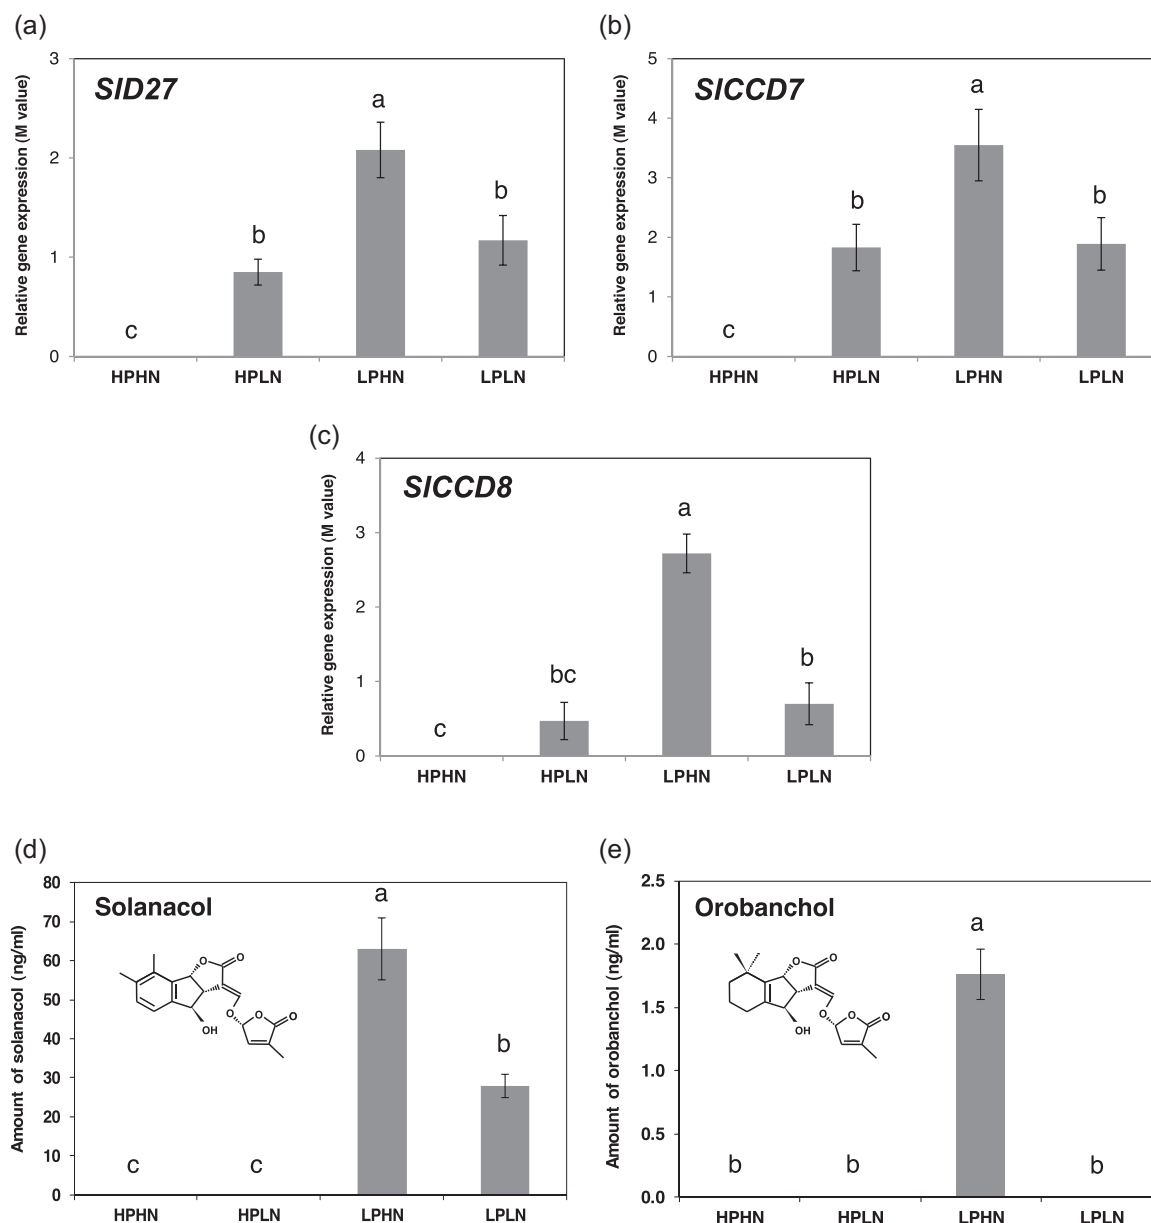 (a)
SlD27
Relative gene expression (M value)
3
2
1
0
c
b
a
b
HPHN HPLN LPHN LPLN
(b)
SlCCD7
Relative gene expression (M value)
5
4
3
2
1
0
c
b
a
b
HPHN HPLN LPHN LPLN
(c)
SlCCD8
Relative gene expression (M value)
4
3
2
1
0
c
bc
a
b
HPHN HPLN LPHN LPLN
(d)
Solanacol
Amount of solanacol (ng/ml)
80
70
60
50
40
30
20
10
0
O
O
OH
O
O
O
c
c
a
b
HPHN HPLN LPHN LPLN
(e)
Orobanchol
Amount of orobanchol (ng/ml)
2.5
2.0
1.5
1.0
0.5
0.0
O
O
OH
O
O
O
b
b
a
b
HPHN HPLN LPHN LPLN